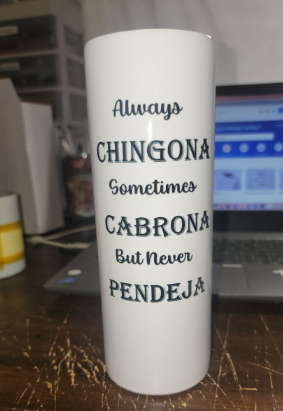 Always
CHINGONA
Sometimes
CABRONA
But Never
PENDEJA